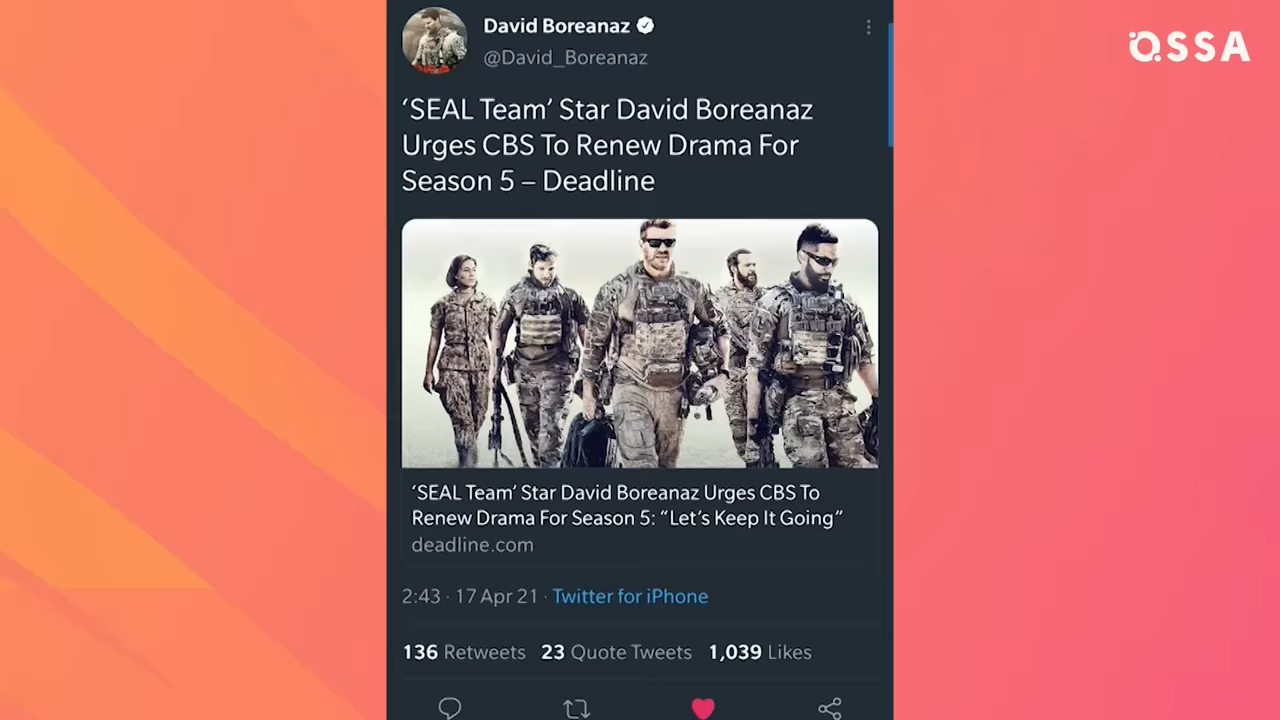 David Boreanaz
QSSA
@David_Boreanaz
‘SEAL Team’ Star David Boreanaz
Urges CBS To Renew Drama For
Season 5 – Deadline
‘SEAL Team’ Star David Boreanaz Urges CBS To
Renew Drama For Season 5: “Let’s Keep It Going”
deadline.com
2:43 · 17 Apr 21 · Twitter for iPhone
136 Retweets 23 Quote Tweets 1,039 Likes